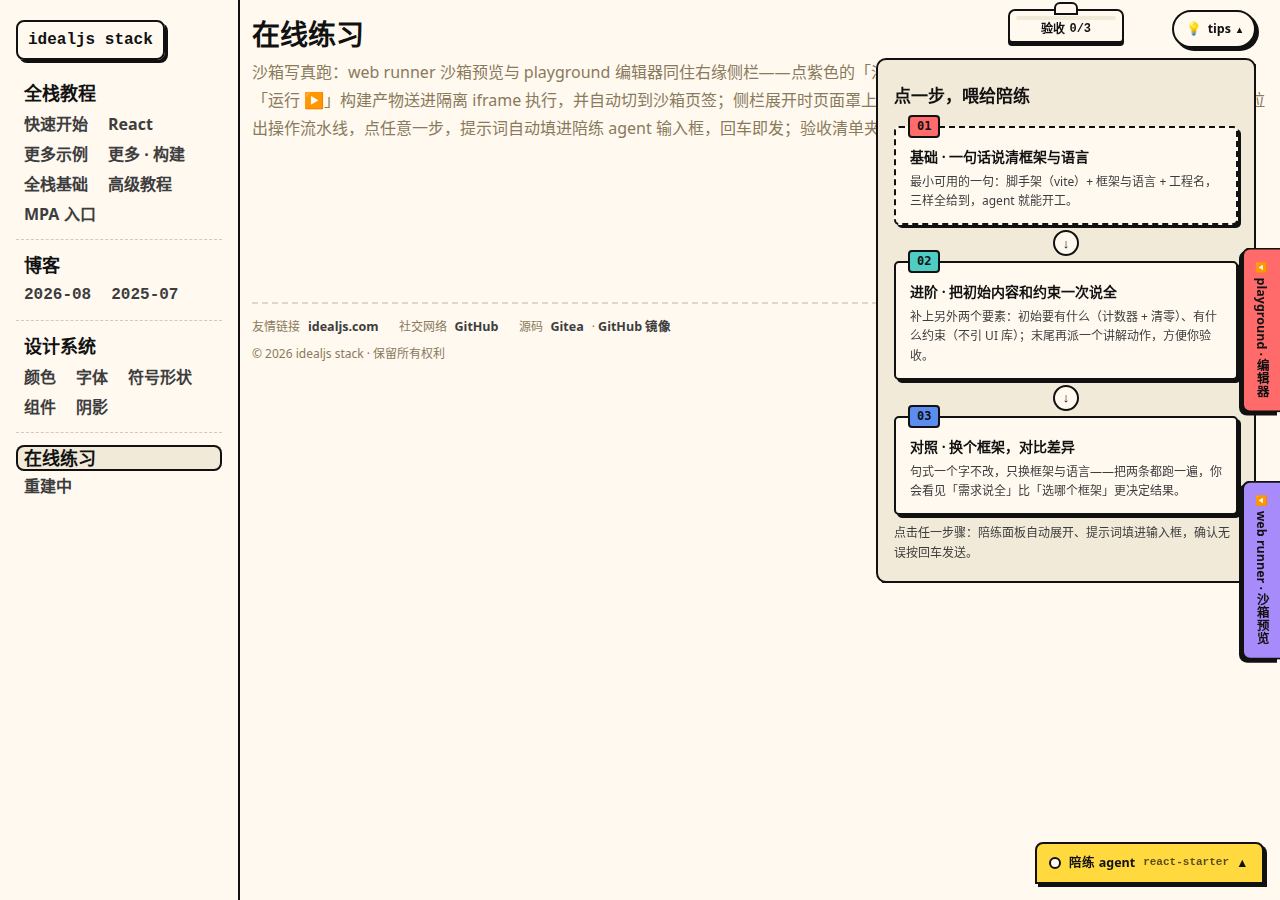 idealjs stack
全栈教程
快速开始 React
更多示例 更多 · 构建
全栈基础 高级教程
MPA 入口
博客
2026-08 2025-07
设计系统
颜色 字体 符号形状
组件 阴影
在线练习
重建中
在线练习
沙箱写真跑：web runner 沙箱预览与 playground 编辑器同住右缘侧栏——点紫色的「
「运行 ▶️」构建产物送进隔离 iframe 执行，并自动切到沙箱页签；侧栏展开时页面罩上
出操作流水线，点任意一步，提示词自动填进陪练 agent 输入框，回车即发；验收清单夹
友情链接 idealjs.com 社交网络 GitHub 源码 Gitea · GitHub 镜像
© 2026 idealjs stack · 保留所有权利
验收 0/3
💡 tips ▲
点一步，喂给陪练
01
基础 · 一句话说清框架与语言
最小可用的一句：脚手架（vite）+ 框架与语言 + 工程名，
三样全给到，agent 就能开工。
↓
02
进阶 · 把初始内容和约束一次说全
补上另外两个要素：初始要有什么（计数器 + 清零）、有什
么约束（不引 UI 库）；末尾再派一个讲解动作，方便你验
收。
↓
03
对照 · 换个框架，对比差异
句式一个字不改，只换框架与语言——把两条都跑一遍，你
会看见「需求说全」比「选哪个框架」更决定结果。
点击任一步骤：陪练面板自动展开、提示词填进输入框，确认无
误按回车发送。
◀️ playground · 编辑器
◀️ web runner · 沙箱预览
陪练 agent react-starter ▲